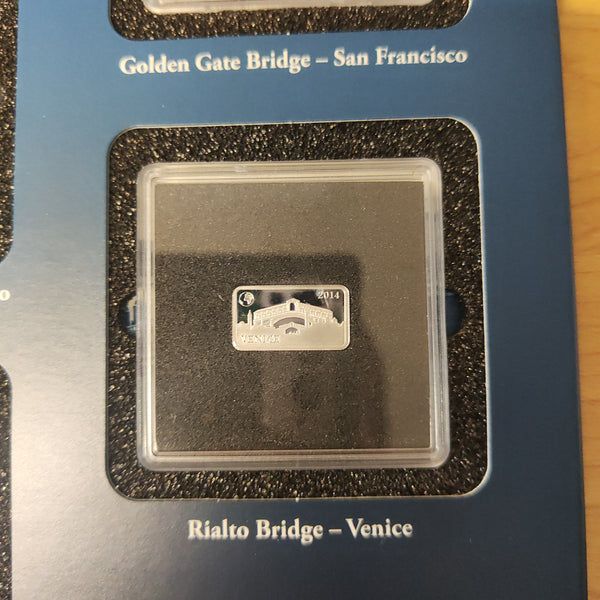 Golden Gate Bridge – San Francisco
2014
VENICE
Rialto Bridge – Venice